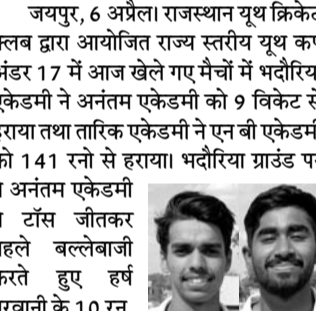 जयपुर, 6 अप्रैल। राजस्थान यूथ क्रिकेट
क्लब द्वारा आयोजित राज्य स्तरीय यूथ कप
अंडर 17 में आज खेले गए मैचों में भदौरिया
एकेडमी ने अनंतम एकेडमी को 9 विकेट से
हराया तथा तारिक एकेडमी ने एन बी एकेडमी
को 141 रनो से हराया। भदौरिया ग्राउंड पर
अनंतम एकेडमी
टॉस जीतकर
पहले बल्लेबाजी
करते हुए हर्ष
के 10 रन